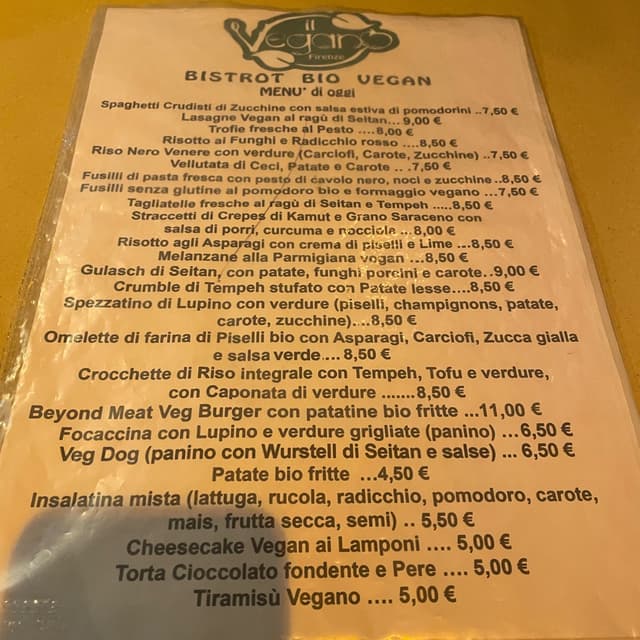 il
Vegano
Firenze
BISTROT BIO VEGAN
MENU' di oggi
Spaghetti Crudisti di Zucchine con salsa estiva di pomodorini ..7,50 €
Lasagne Vegan al ragù di Seitan... 9,00 €
Trofie fresche al Pesto ....8,00 €
Risotto ai Funghi e Radicchio rosso ....8,50 €
Riso Nero Venere con verdure (Carciofi, Carote, Zucchine) ..7,50 €
Vellutata di Ceci, Patate e Carote .. .7,50 €
Fusilli di pasta fresca con pesto di cavolo nero, noci e zucchine..8,50 €
Fusilli senza glutine al pomodoro bio e formaggio vegano ...7,50 €
Tagliatelle fresche al ragù di Seitan e Tempeh .....8,50 €
Straccetti di Crepes di Kamut e Grano Saraceno con
salsa di porri, curcuma e nocciole ...8,00 €
Risotto agli Asparagi con crema di piselli e Lime ...8,50 €
Melanzane alla Parmigiana vegan ...8,50 €
Gulasch di Seitan, con patate, funghi porcini e carote..9,00 €
Crumble di Tempeh stufato con Patate lesse....8,50 €
Spezzatino di Lupino con verdure (piselli, champignons, patate,
carote, zucchine)...8,50 €
Omelette di farina di Piselli bio con Asparagi, Carciofi, Zucca gialla
e salsa verde.... 8,50 €
Crocchette di Riso integrale con Tempeh, Tofu e verdure,
con Caponata di verdure .......8,50 €
Beyond Meat Veg Burger con patatine bio fritte ...11,00 €
Focaccina con Lupino e verdure grigliate (panino) ...6,50 €
Veg Dog (panino con Wurstell di Seitan e salse) ... 6,50 €
Patate bio fritte ...4,50 €
Insalatina mista (lattuga, rucola, radicchio, pomodoro, carote,
mais, frutta secca, semi) .. 5,50 €
Cheesecake Vegan ai Lamponi .... 5,00 €
Torta Cioccolato fondente e Pere .... 5,00 €
Tiramisù Vegano .... 5,00 €